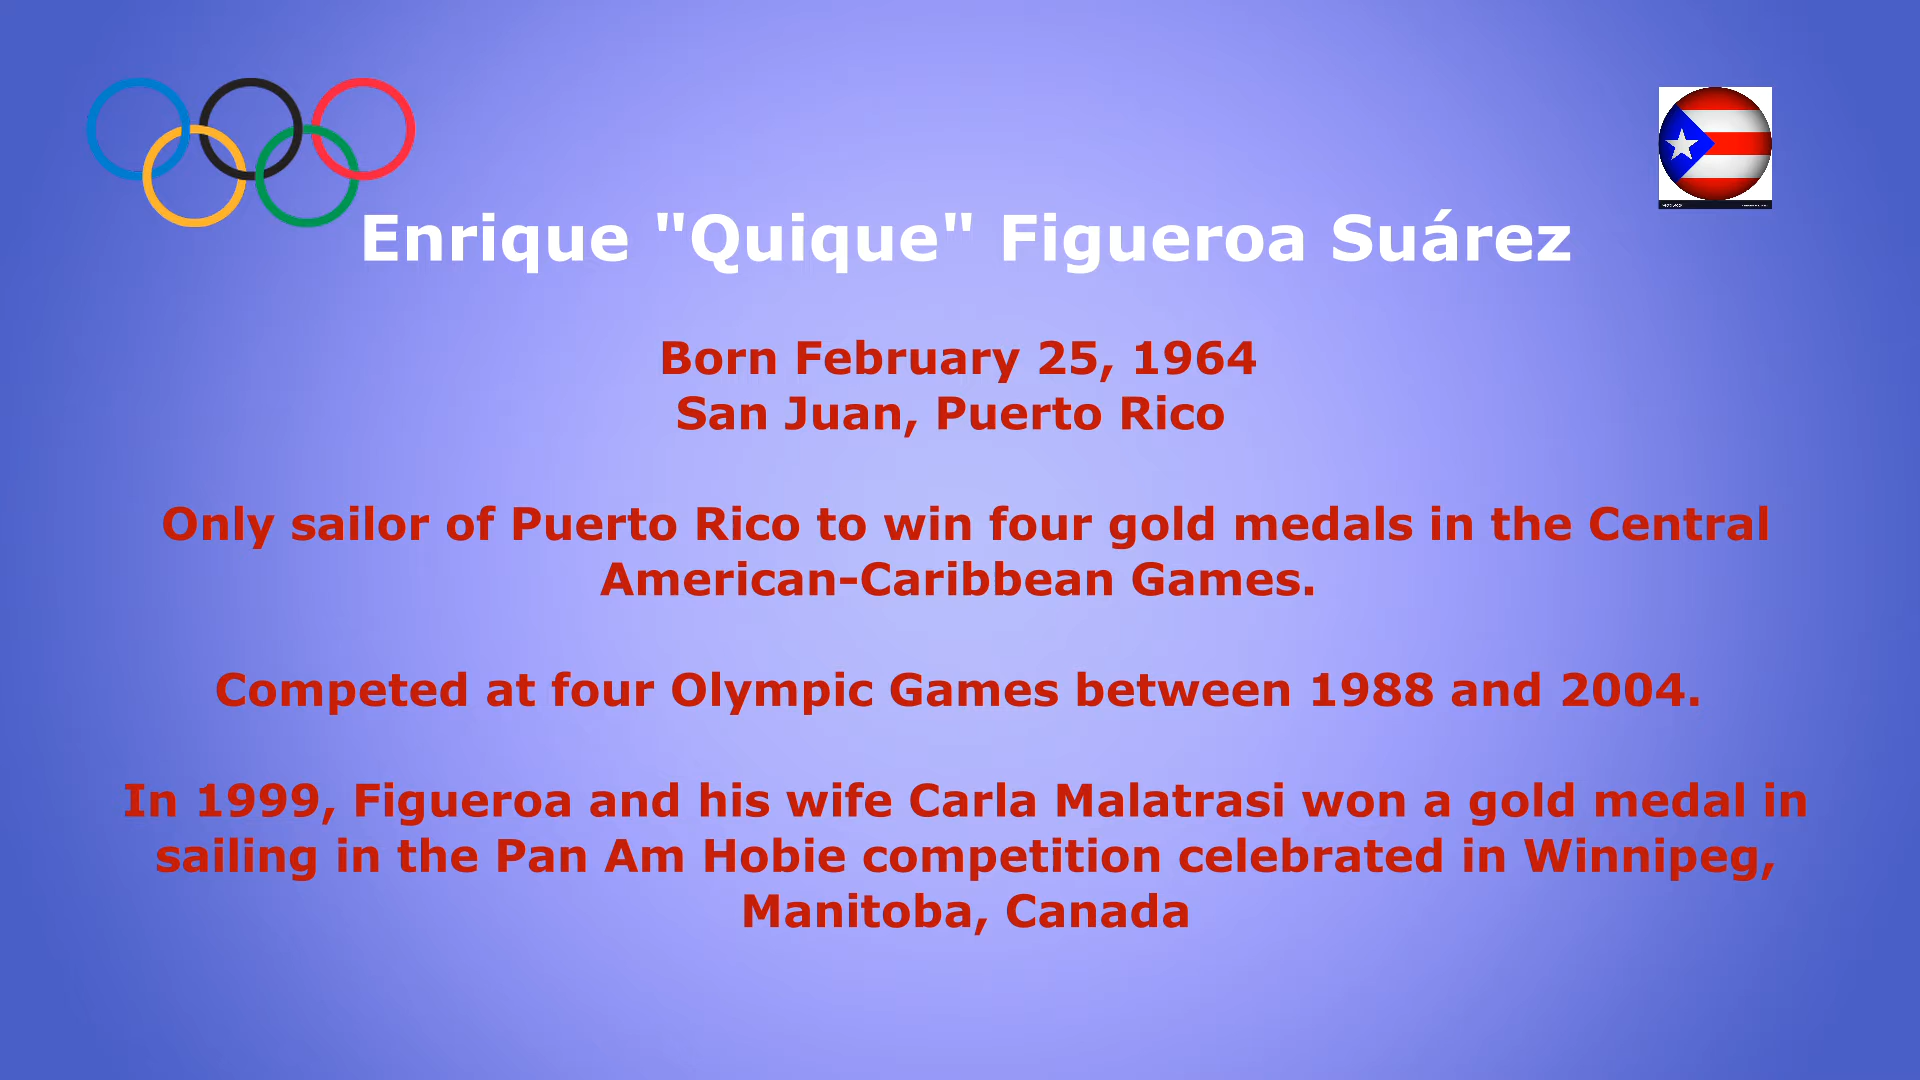 Enrique "Quique" Figueroa Suárez
Born February 25, 1964
San Juan, Puerto Rico
Only sailor of Puerto Rico to win four gold medals in the Central
American-Caribbean Games.
Competed at four Olympic Games between 1988 and 2004.
In 1999, Figueroa and his wife Carla Malatrasi won a gold medal in
sailing in the Pan Am Hobie competition celebrated in Winnipeg,
Manitoba, Canada